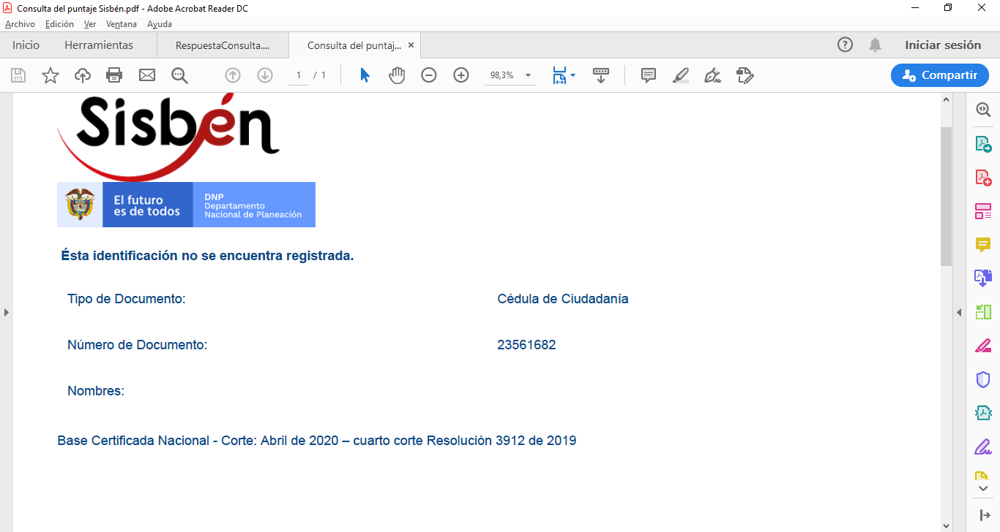 Consulta del puntaje Sisbén.pdf - Adobe Acrobat Reader DC
Archivo Edición Ver Ventana Ayuda
Inicio Herramientas RespuestaConsulta.... Consulta del puntaj... × Iniciar sesión
1 / 1 98,3% Compartir
Sisbén
El futuro
es de todos
DNP
Departamento
Nacional de Planeación
Ésta identificación no se encuentra registrada.
Tipo de Documento: Cédula de Ciudadanía
Número de Documento: 23561682
Nombres:
Base Certificada Nacional - Corte: Abril de 2020 – cuarto corte Resolución 3912 de 2019